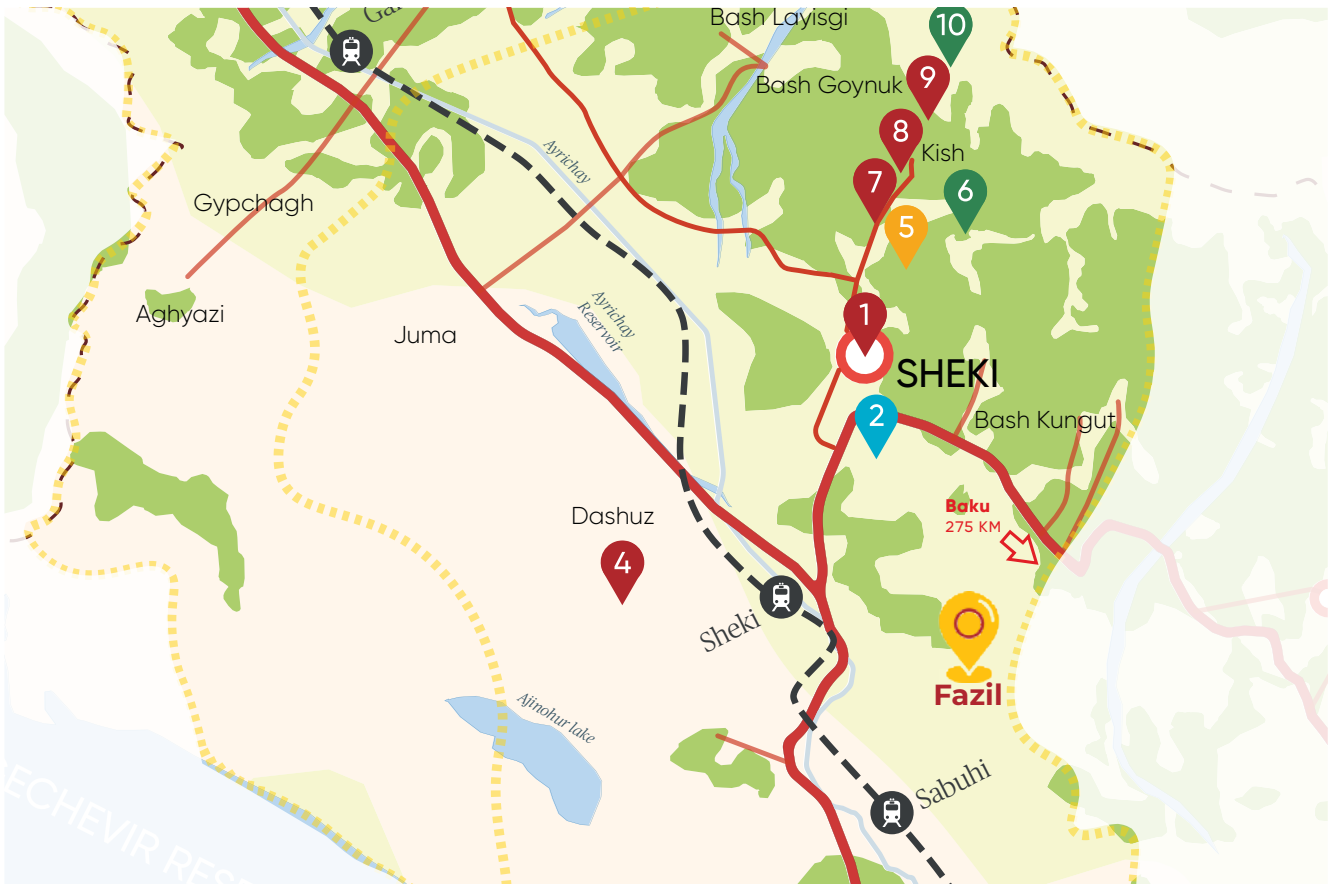 Bash Layisgi
10
Bash Goynuk
9
8
Kish
Ayrichay
7
6
Gypchagh
5
Aghyazi
Ayrichay
Reservoir
1
Juma
SHEKI
2
Bash Kungut
Baku
275 KM
Dashuz
4
Sheki
Fazil
Ajinohur lake
Sabuhi